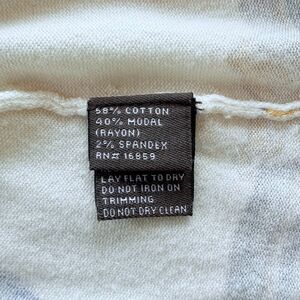 58% COTTON
40% MODAL
(RAYON)
2% SPANDEX
RN# 16859
LAY FLAT TO DRY
DO NOT IRON ON
TRIMMING
DO NOT DRY CLEAN